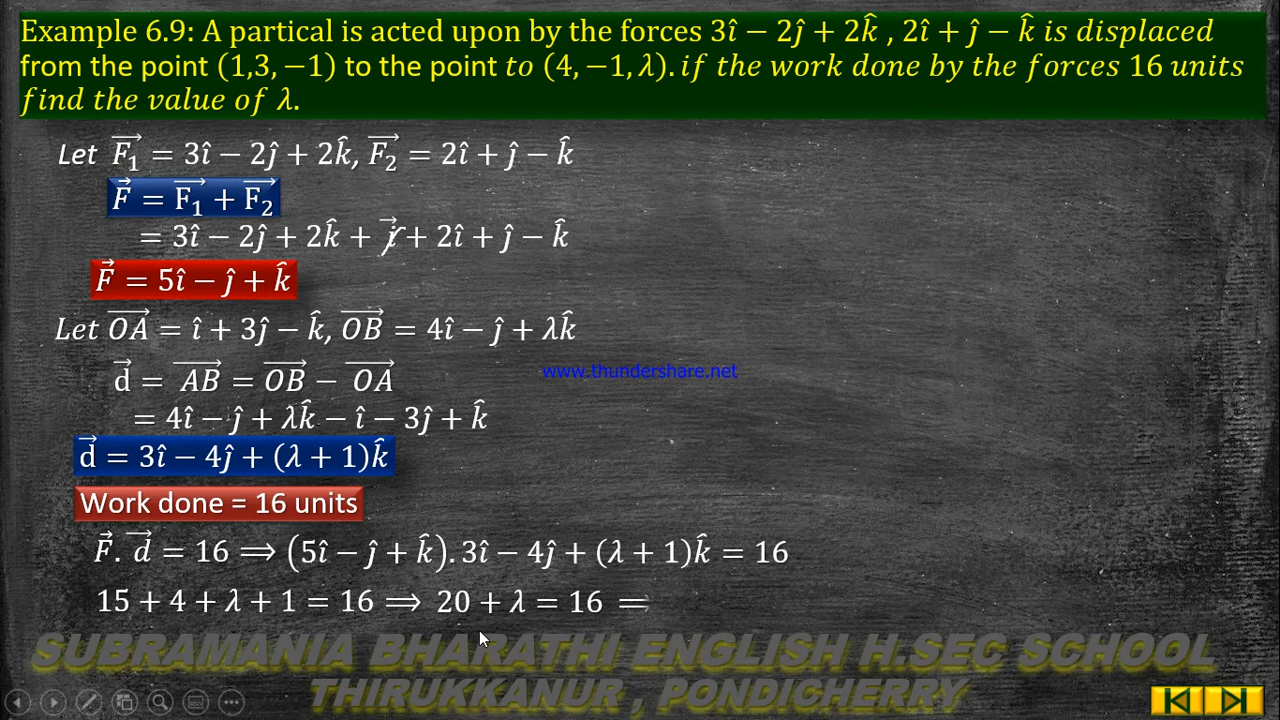 Example 6.9: A partical is acted upon by the forces 3î − 2ĵ + 2k̂ , 2î + ĵ − k̂ is displaced
from the point (1,3, −1) to the point to (4, −1, λ). if the work done by the forces 16 units
find the value of λ.
Let F₁⃗ = 3î − 2ĵ + 2k̂, F₂⃗ = 2î + ĵ − k̂
F⃗ = F₁⃗ + F₂⃗
= 3î − 2ĵ + 2k̂ + + 2î + ĵ − k̂
F⃗ = 5î − ĵ + k̂
Let OA⃗ = î + 3ĵ − k̂, OB⃗ = 4î − ĵ + λk̂
d⃗ = AB⃗ = OB⃗ − OA⃗
= 4î − ĵ + λk̂ − î − 3ĵ + k̂
d⃗ = 3î − 4ĵ + (λ + 1)k̂
Work done = 16 units
F⃗. d⃗ = 16 ⟹ (5î − ĵ + k̂). 3î − 4ĵ + (λ + 1)k̂ = 16
15 + 4 + λ + 1 = 16 ⟹ 20 + λ = 16 =
www.thundershare.net
SUBRAMANIA BHARATHI ENGLISH H.SEC SCHOOL
THIRUKKANUR , PONDICHERRY